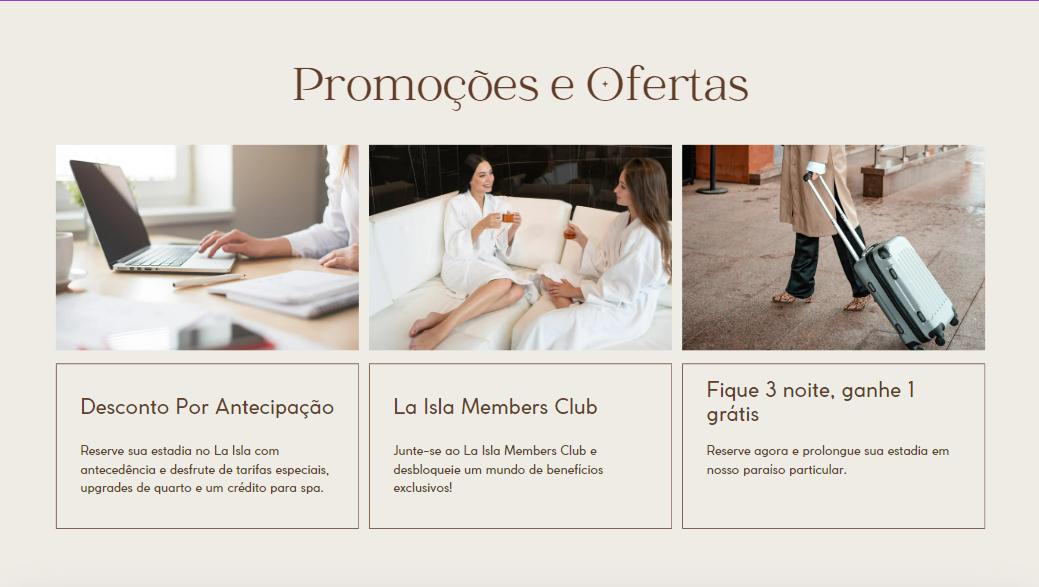 Promoções e Ofertas
Desconto Por Antecipação
Reserve sua estadia no La Isla com
antecedência e desfrute de tarifas especiais,
upgrades de quarto e um crédito para spa.
La Isla Members Club
Junte-se ao La Isla Members Club e
desbloqueie um mundo de benefícios
exclusivos!
Fique 3 noite, ganhe 1
grátis
Reserve agora e prolongue sua estadia em
nosso paraíso particular.